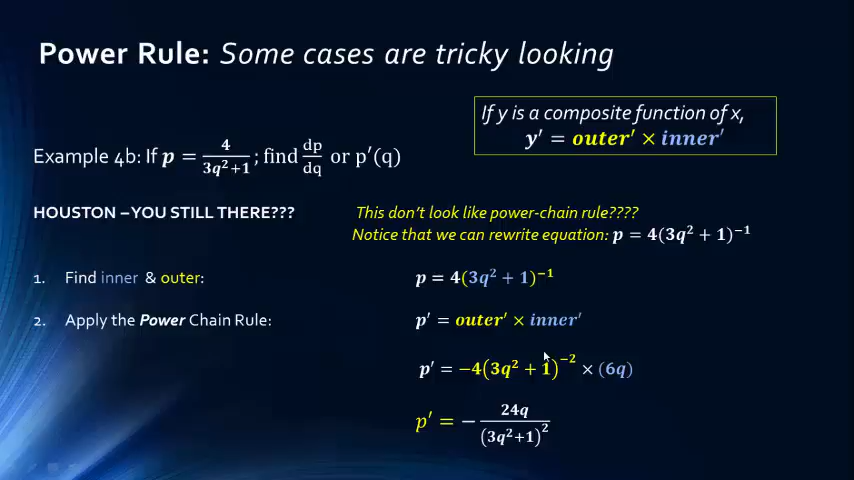 Power Rule: Some cases are tricky looking
If y is a composite function of x,
y′ = outer′ × inner′
Example 4b: If p = 4/(3q²+1) ; find dp/dq or p′(q)
HOUSTON –YOU STILL THERE???
This don't look like power-chain rule????
Notice that we can rewrite equation: p = 4(3q² + 1)⁻¹
1. Find inner & outer:
p = 4(3q² + 1)⁻¹
2. Apply the Power Chain Rule:
p′ = outer′ × inner′
p′ = −4(3q² + 1)⁻² × (6q)
p′ = − 24q/(3q²+1)²